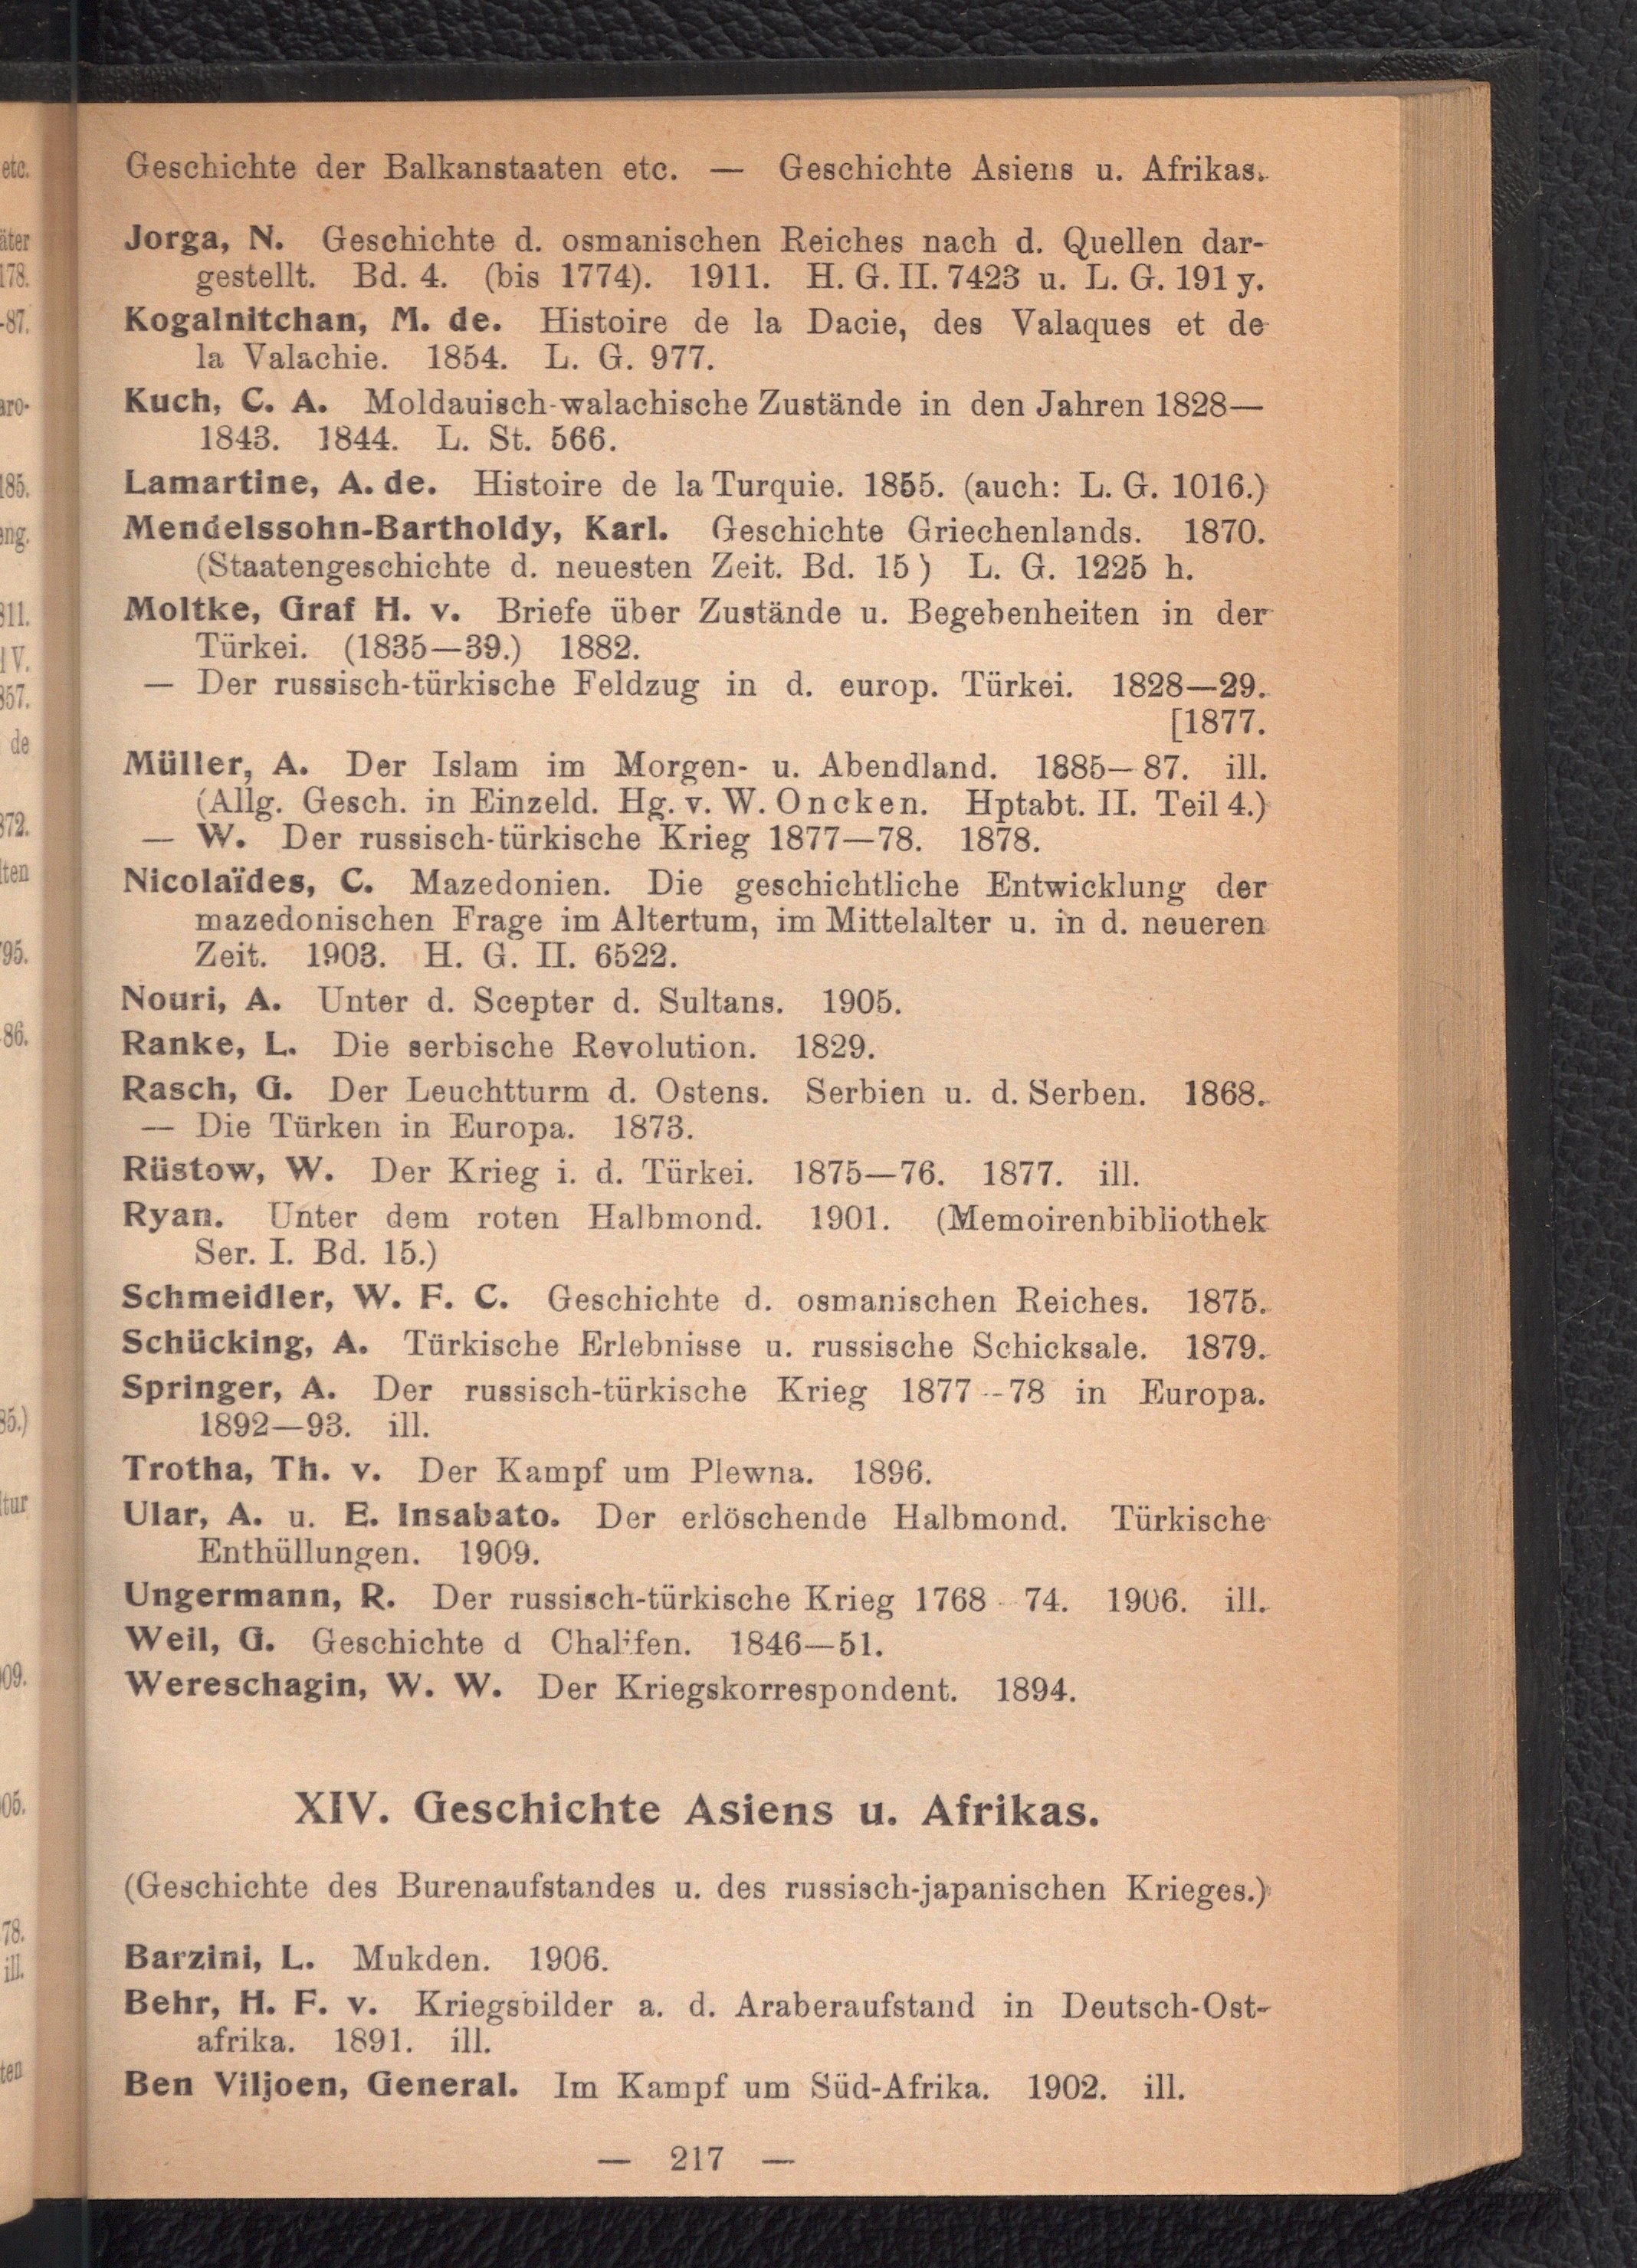 Geschichte der Balkanstaaten etc. — Geschichte Asiens u. Afrikas.
Jorga, N. Geschichte d. osmanischen Reiches nach d. Quellen dar-
gestellt. Bd. 4. (bis 1774). 1911. H. G. II. 7423 u. L. G. 191 y.
Kogalnitchan, M. de. Histoire de la Dacie, des Valaques et de
la Valachie. 1854. L. G. 977.
Kuch, C. A. Moldauisch-walachische Zustände in den Jahren 1828—
1843. 1844. L. St. 566.
Lamartine, A. de. Histoire de la Turquie. 1855. (auch: L. G. 1016.)
Mendelssohn-Bartholdy, Karl. Geschichte Griechenlands. 1870.
(Staatengeschichte d. neuesten Zeit. Bd. 15) L. G. 1225 h.
Moltke, Graf H. v. Briefe über Zustände u. Begebenheiten in der
Türkei. (1835—39.) 1882.
— Der russisch-türkische Feldzug in d. europ. Türkei. 1828—29.
[1877.
Müller, A. Der Islam im Morgen- u. Abendland. 1885—87. ill.
(Allg. Gesch. in Einzeld. Hg. v. W. Oncken. Hptabt. II. Teil 4.)
— W. Der russisch-türkische Krieg 1877—78. 1878.
Nicolaïdes, C. Mazedonien. Die geschichtliche Entwicklung der
mazedonischen Frage im Altertum, im Mittelalter u. in d. neueren
Zeit. 1903. H. G. II. 6522.
Nouri, A. Unter d. Scepter d. Sultans. 1905.
Ranke, L. Die serbische Revolution. 1829.
Rasch, G. Der Leuchtturm d. Ostens. Serbien u. d. Serben. 1868.
— Die Türken in Europa. 1873.
Rüstow, W. Der Krieg i. d. Türkei. 1875—76. 1877. ill.
Ryan. Unter dem roten Halbmond. 1901. (Memoirenbibliothek
Ser. I. Bd. 15.)
Schmeidler, W. F. C. Geschichte d. osmanischen Reiches. 1875.
Schücking, A. Türkische Erlebnisse u. russische Schicksale. 1879.
Springer, A. Der russisch-türkische Krieg 1877--78 in Europa.
1892—93. ill.
Trotha, Th. v. Der Kampf um Plewna. 1896.
Ular, A. u. E. Insabato. Der erlöschende Halbmond. Türkische
Enthüllungen. 1909.
Ungermann, R. Der russisch-türkische Krieg 1768-74. 1906. ill.
Weil, G. Geschichte d Chalifen. 1846—51.
Wereschagin, W. W. Der Kriegskorrespondent. 1894.
XIV. Geschichte Asiens u. Afrikas.
(Geschichte des Burenaufstandes u. des russisch-japanischen Krieges.)
Barzini, L. Mukden. 1906.
Behr, H. F. v. Kriegsbilder a. d. Araberaufstand in Deutsch-Ost-
afrika. 1891. ill.
Ben Viljoen, General. Im Kampf um Süd-Afrika. 1902. ill.
— 217 —